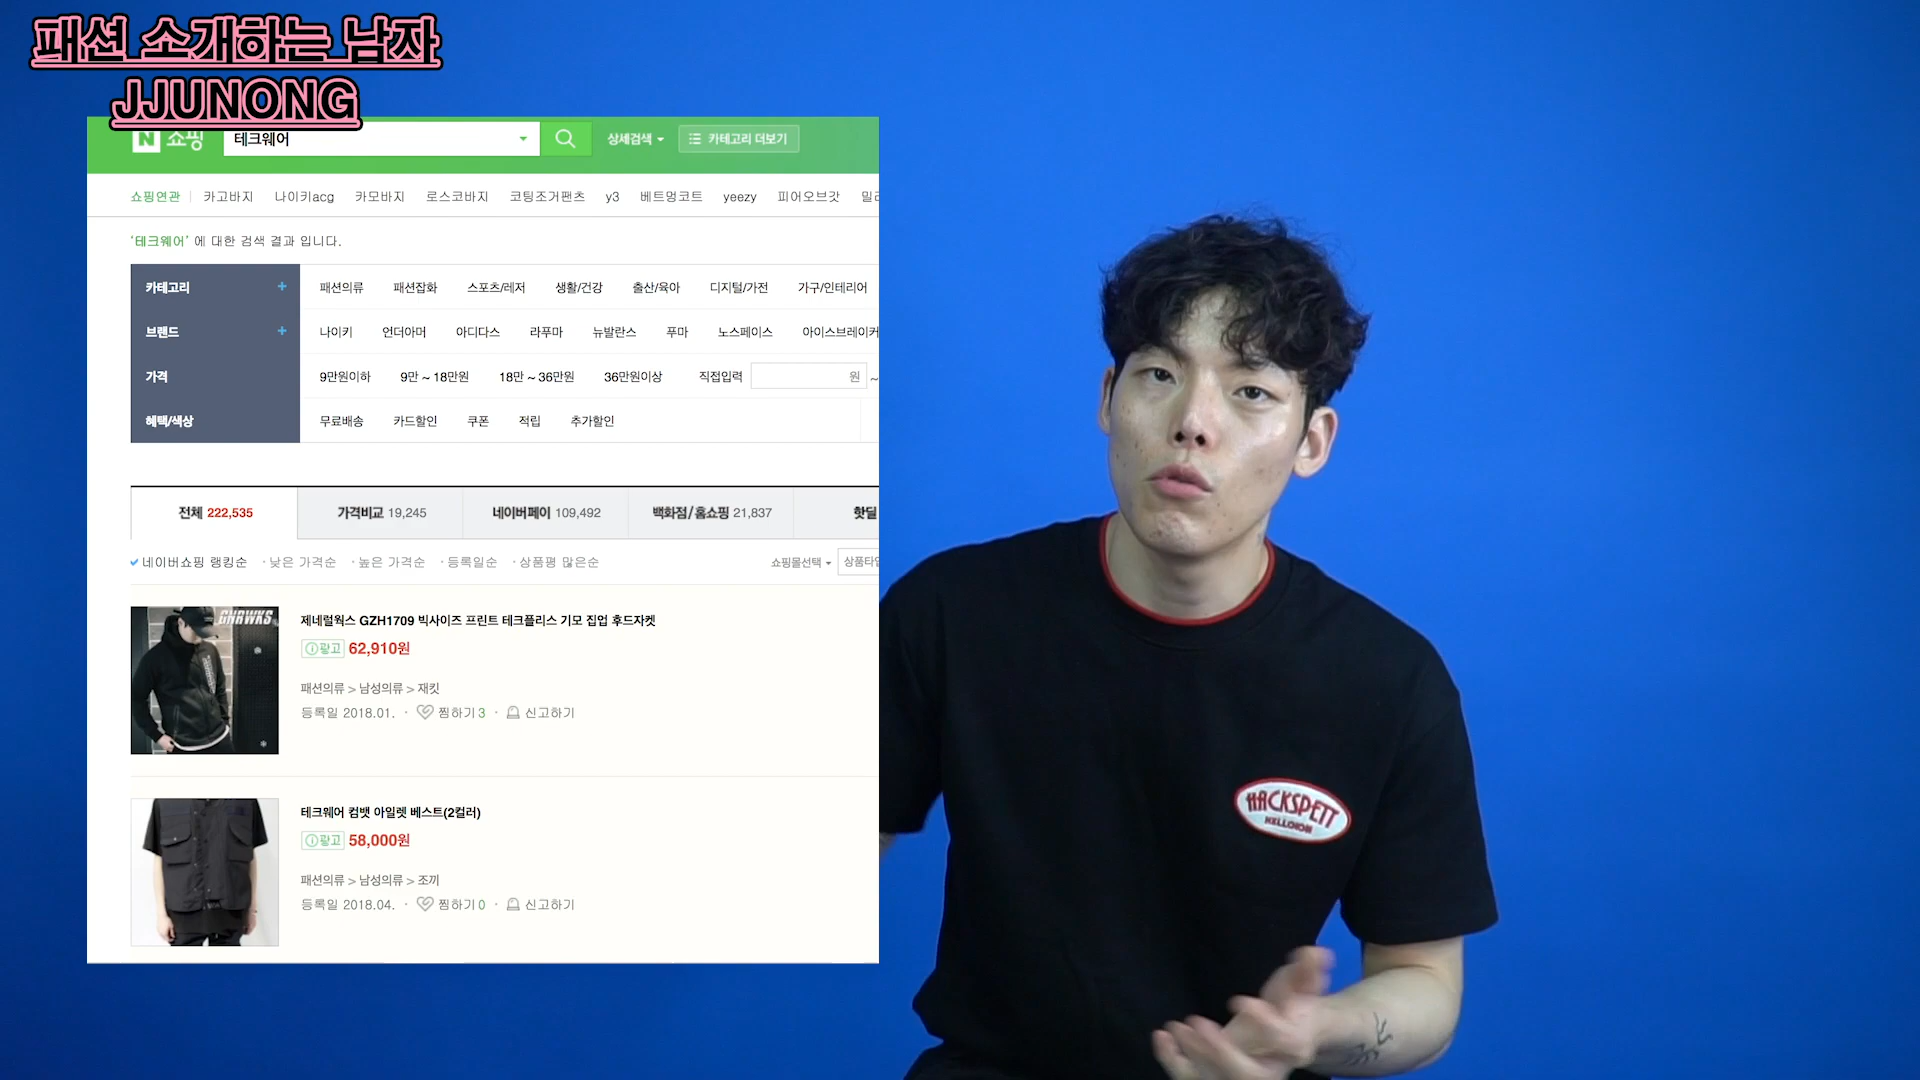 패션 소개하는 남자
JJUNONG
N 쇼핑 테크웨어 상세검색 카테고리 더보기
쇼핑연관 카고바지 나이키acg 카모바지 로스코바지 코팅조거팬츠 y3 베트멍코트 yeezy 피어오브갓
'테크웨어' 에 대한 검색 결과 입니다.
카테고리 + 패션의류 패션잡화 스포츠/레저 생활/건강 출산/육아 디지털/가전 가구/인테리어
브랜드 + 나이키 언더아머 아디다스 라푸마 뉴발란스 푸마 노스페이스 아이스브레이커
가격 9만원이하 9만 ~ 18만원 18만 ~ 36만원 36만원이상 직접입력 원 ~
혜택/색상 무료배송 카드할인 쿠폰 적립 추가할인
전체 222,535 가격비교 19,245 네이버페이 109,492 백화점/홈쇼핑 21,837 핫딜
네이버쇼핑 랭킹순 · 낮은 가격순 · 높은 가격순 · 등록일순 · 상품평 많은순 쇼핑몰선택 상품타입
GNRWKS
제네럴웍스 GZH1709 빅사이즈 프린트 테크플리스 기모 집업 후드자켓
광고 62,910원
패션의류 > 남성의류 > 재킷
등록일 2018.01. · 찜하기 3 · 신고하기
테크웨어 컴뱃 아일렛 베스트(2컬러)
광고 58,000원
패션의류 > 남성의류 > 조끼
등록일 2018.04. · 찜하기 0 · 신고하기
HACKSPETT